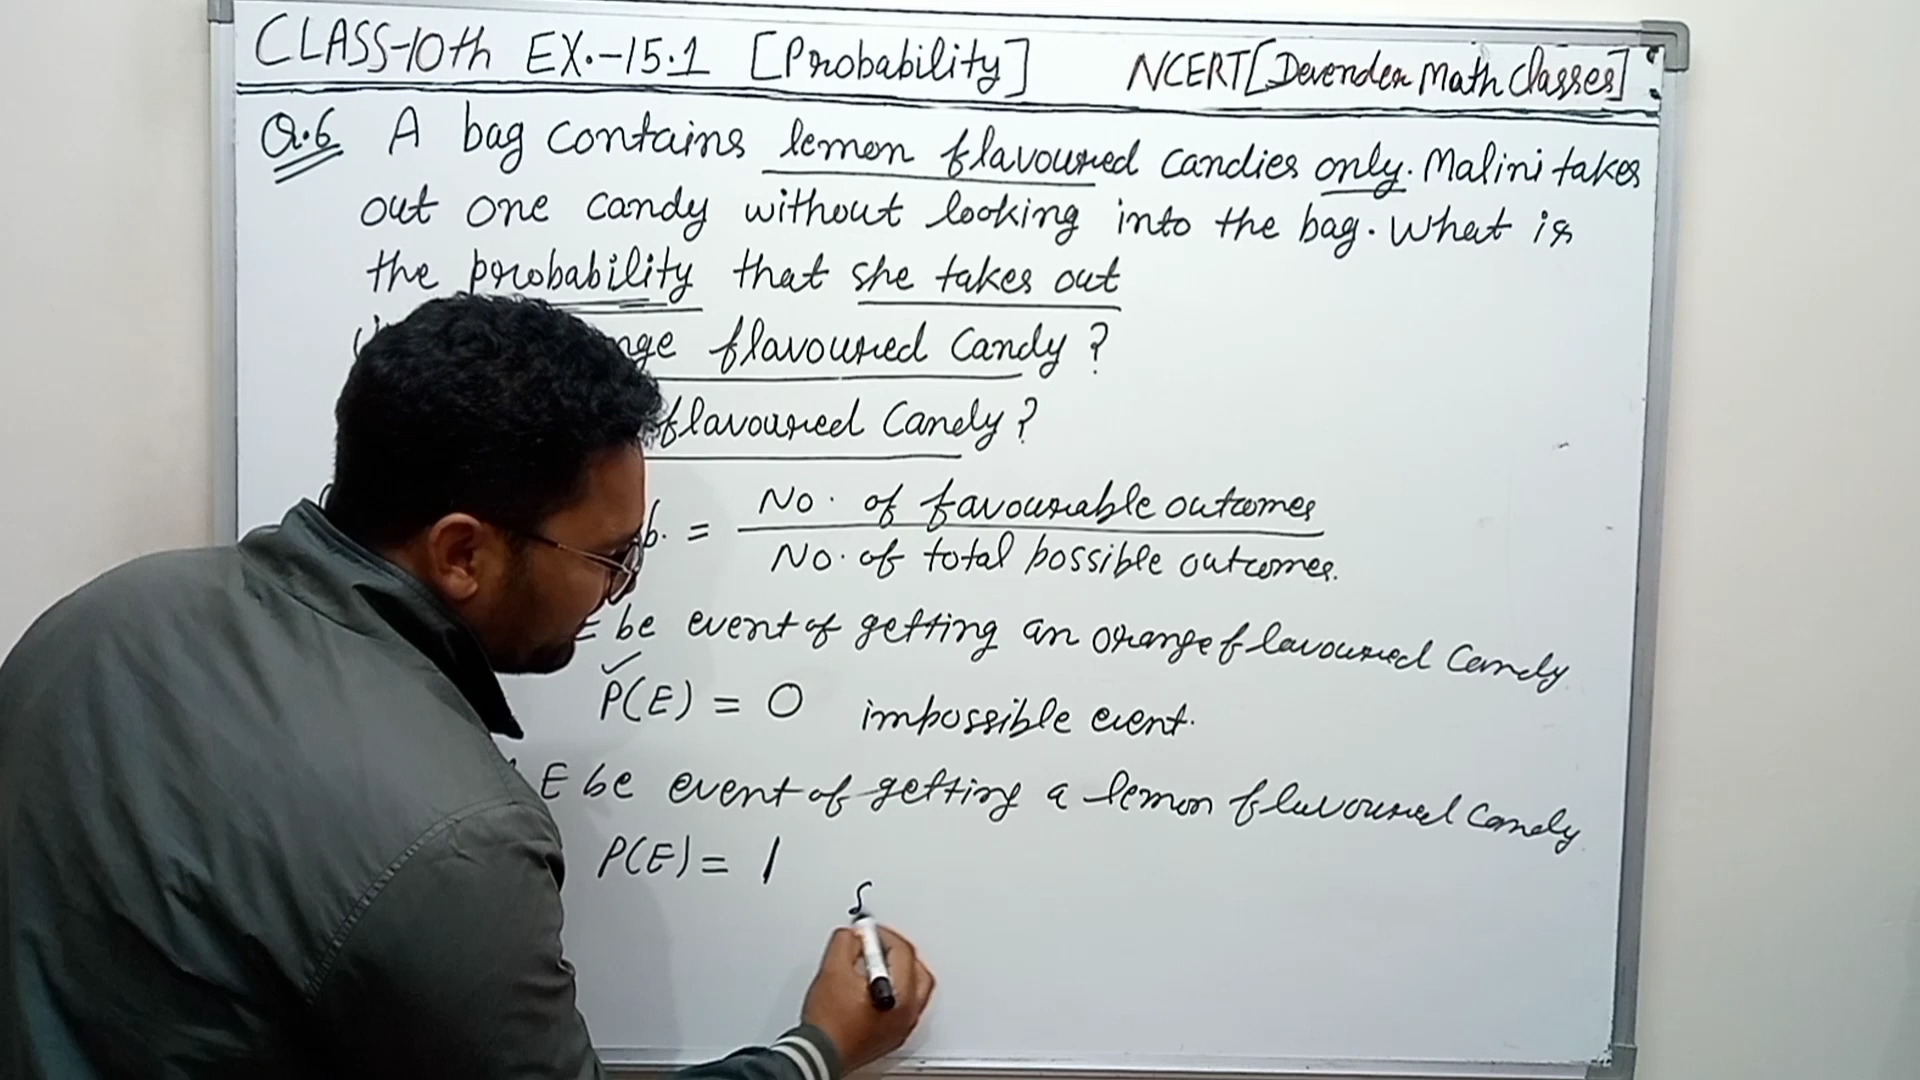 CLASS-10th EX.-15.1 [Probability] NCERT [Devender Math Classes]
Q.6 A bag contains lemon flavoured candies only. Malini takes
out one candy without looking into the bag. What is
the probability that she takes out
flavoured Candy?
flavoured Candy?
b. = No. of favourable outcomes
No. of total possible outcomes.
E be event of getting an orange flavoured Candy
P(E) = 0 impossible event.
E be event of getting a lemon flavoured Candy
P(E) = 1 S